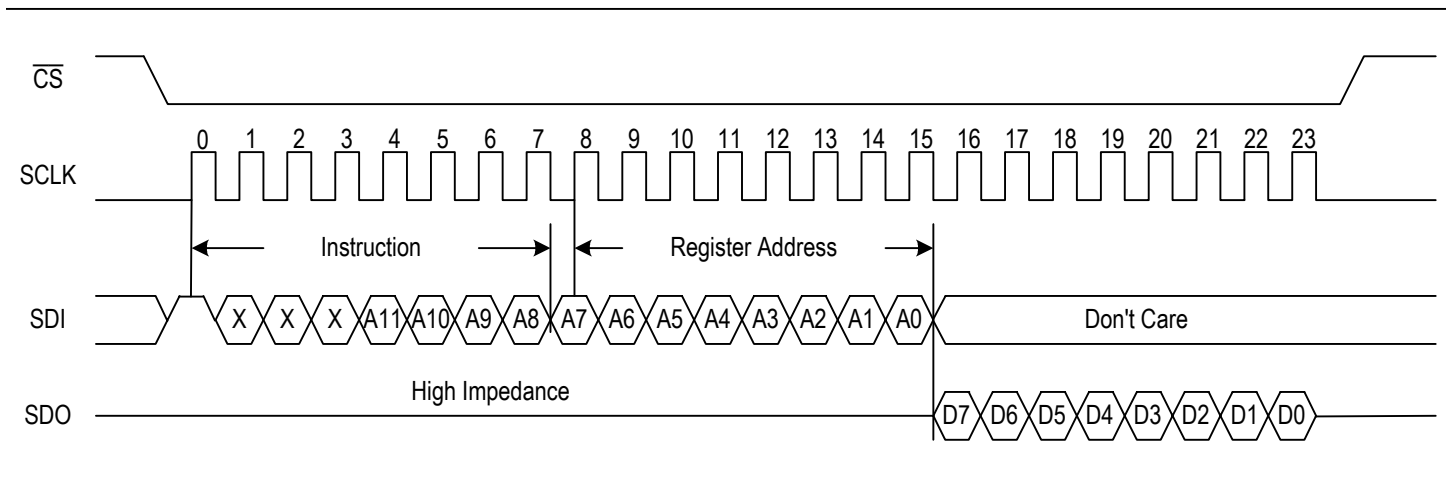 CS
0 1 2 3 4 5 6 7 8 9 10 11 12 13 14 15 16 17 18 19 20 21 22 23
SCLK
Instruction Register Address
SDI X X X A11 A10 A9 A8 A7 A6 A5 A4 A3 A2 A1 A0 Don't Care
High Impedance
SDO D7 D6 D5 D4 D3 D2 D1 D0